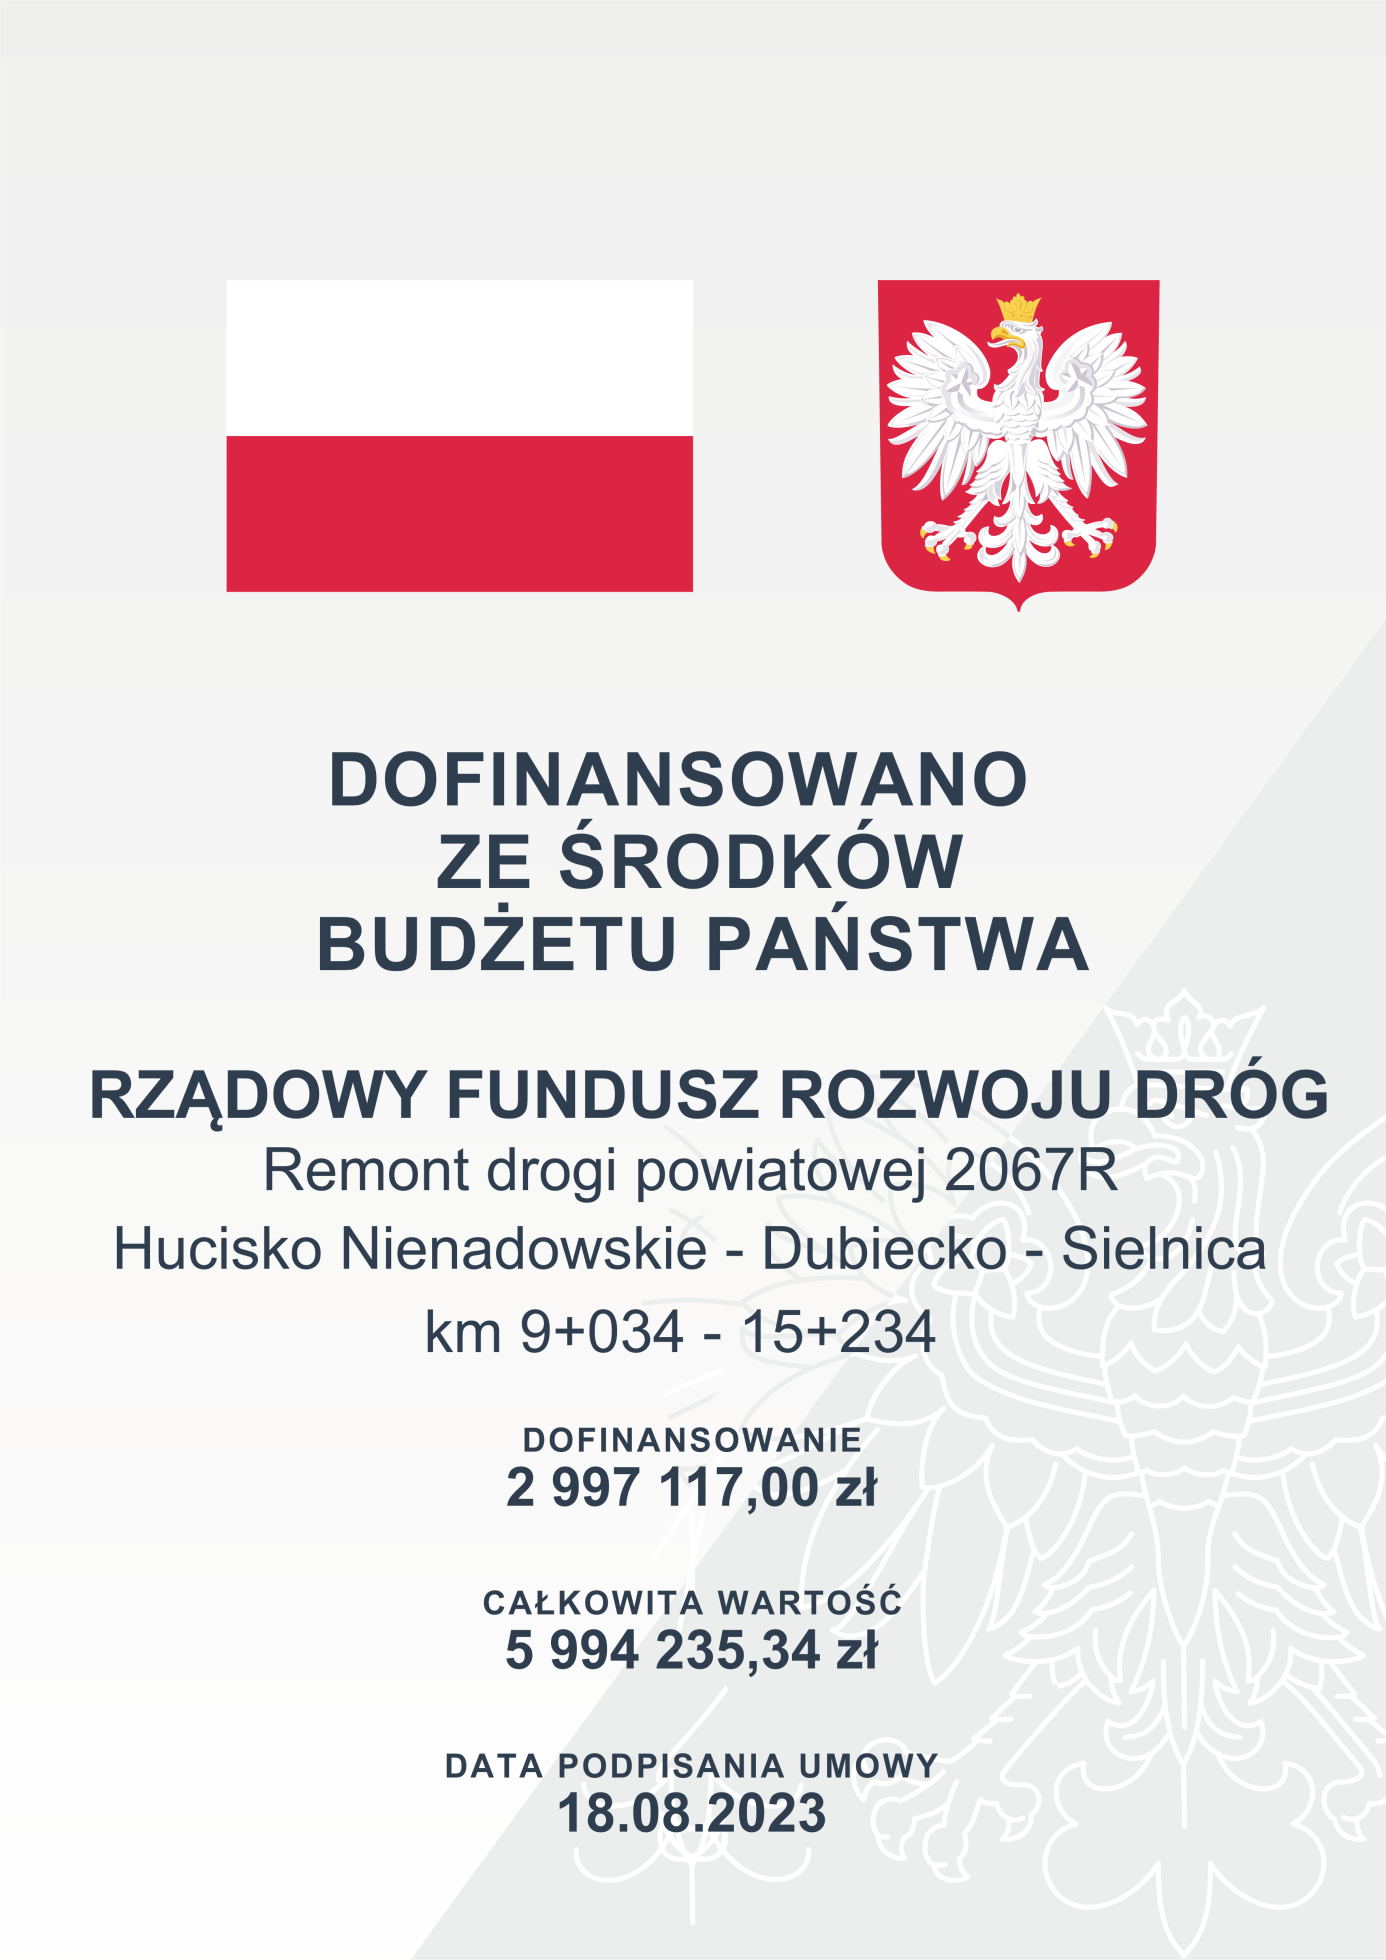 DOFINANSOWANO
ZE ŚRODKÓW
BUDŻETU PAŃSTWA
RZĄDOWY FUNDUSZ ROZWOJU DRÓG
Remont drogi powiatowej 2067R
Hucisko Nienadowskie - Dubiecko - Sielnica
km 9+034 - 15+234
DOFINANSOWANIE
2 997 117,00 zł
CAŁKOWITA WARTOŚĆ
5 994 235,34 zł
DATA PODPISANIA UMOWY
18.08.2023